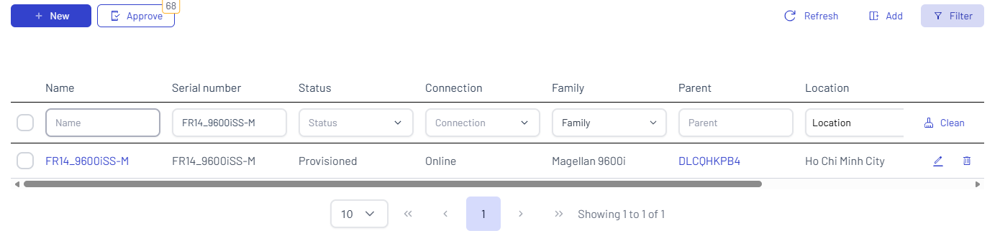 + New Approve 68 Refresh Add Filter
Name Serial number Status Connection Family Parent Location
Name FR14_9600iSS-M Status Connection Family Parent Location Clean
FR14_9600iSS-M FR14_9600iSS-M Provisioned Online Magellan 9600i DLCQHKPB4 Ho Chi Minh City
10 « ‹ 1 › » Showing 1 to 1 of 1